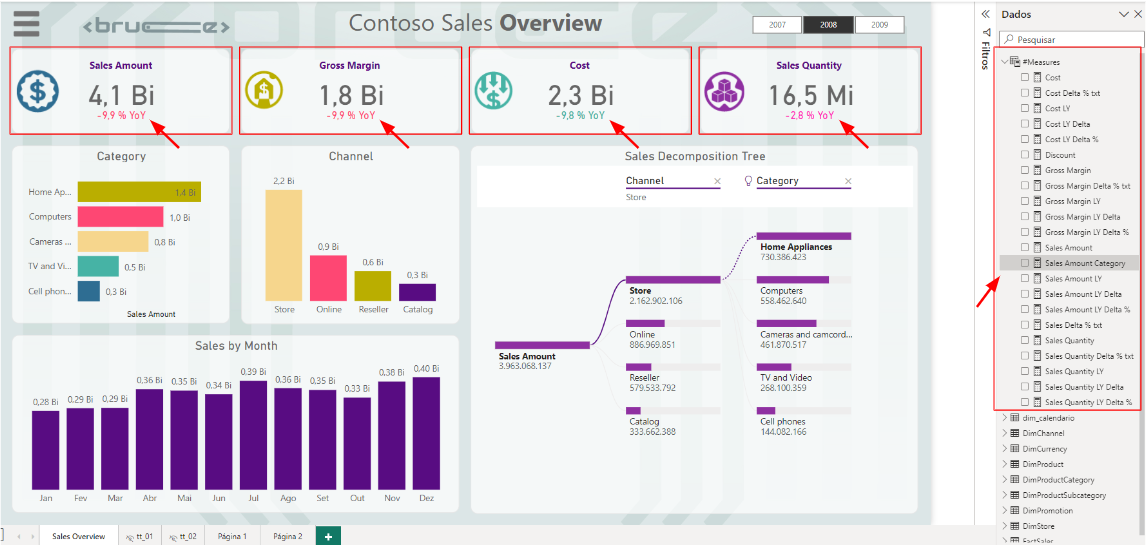 <brucce>
Contoso Sales Overview
2007
2008
2009
Sales Amount
4,1 Bi
-9,9 % YoY
Gross Margin
1,8 Bi
-9,9 % YoY
Cost
2,3 Bi
-9,8 % YoY
Sales Quantity
16,5 Mi
-2,8 % YoY
Category
Home Ap...
1.4 Bi
Computers
1,0 Bi
Cameras ...
0,8 Bi
TV and Vi...
0.5 Bi
Cell phon...
0,3 Bi
Sales Amount
Channel
2,2 Bi
0,9 Bi
0,6 Bi
0,3 Bi
Store
Online
Reseller
Catalog
Sales Decomposition Tree
Channel
Store
Category
Sales Amount
3.963.068.137
Store
2.162.902.106
Online
886.969.851
Reseller
579.533.792
Catalog
333.662.388
Home Appliances
730.386.423
Computers
558.462.640
Cameras and camcord...
461.870.517
TV and Video
268.100.359
Cell phones
144.082.166
Sales by Month
0,28 Bi
0,29 Bi
0,29 Bi
0,36 Bi
0,35 Bi
0,34 Bi
0,39 Bi
0,36 Bi
0,35 Bi
0,33 Bi
0,38 Bi
0,40 Bi
Jan
Fev
Mar
Abr
Mai
Jun
Jul
Ago
Set
Out
Nov
Dez
Sales Overview
tt_01
tt_02
Página 1
Página 2
Filtros
Dados
Pesquisar
#Measures
Cost
Cost Delta % txt
Cost LY
Cost LY Delta
Cost LY Delta %
Discount
Gross Margin
Gross Margin Delta % txt
Gross Margin LY
Gross Margin LY Delta
Gross Margin LY Delta %
Sales Amount
Sales Amount Category
Sales Amount LY
Sales Amount LY Delta
Sales Amount LY Delta %
Sales Delta % txt
Sales Quantity
Sales Quantity Delta % txt
Sales Quantity LY
Sales Quantity LY Delta
Sales Quantity LY Delta %
dim_calendario
DimChannel
DimCurrency
DimProduct
DimProductCategory
DimProductSubcategory
DimPromotion
DimStore
FactSales